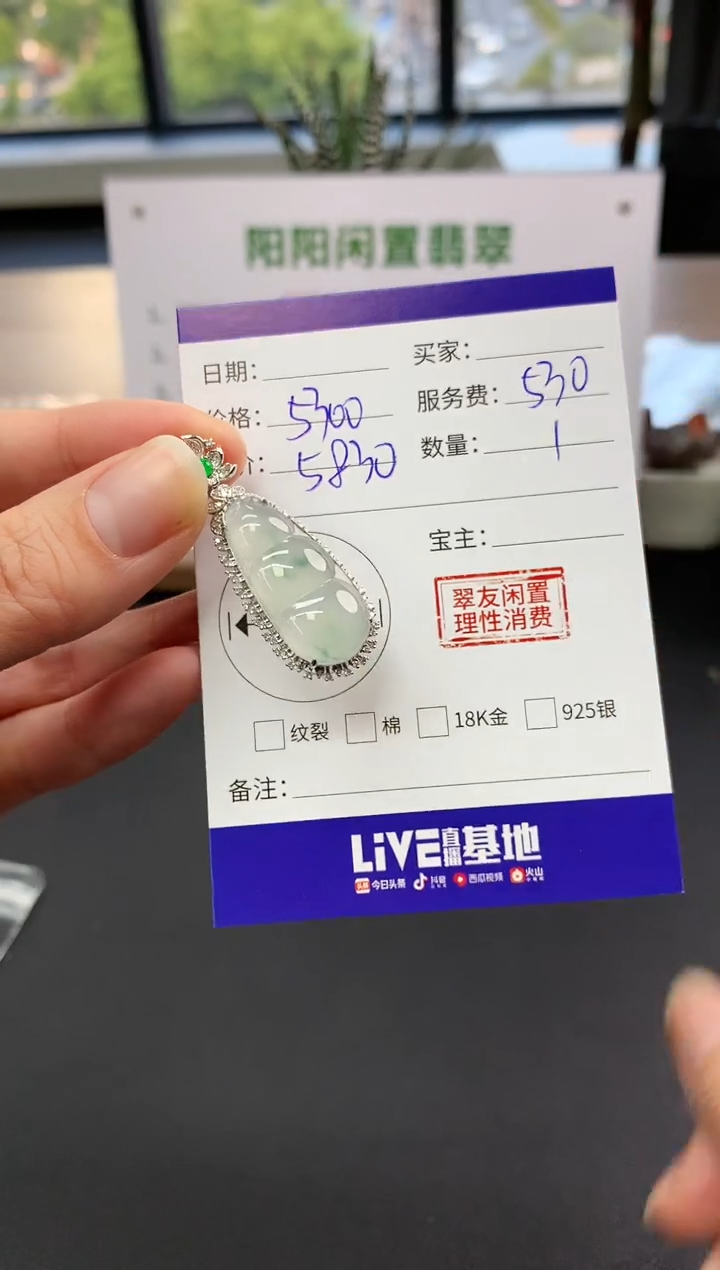 阳阳闲置翡翠
日期: 买家:
价格: 5300 服务费: 530
价: 5830 数量: 1
宝主:
翠友闲置
理性消费
纹裂 棉 18K金 925银
备注:
LiVE直播基地
头条 今日头条 抖音 西瓜视频 火山